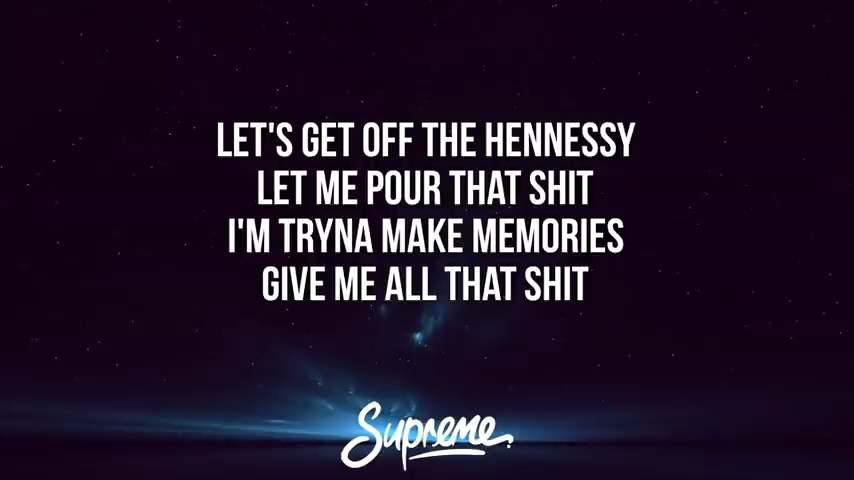 LET'S GET OFF THE HENNESSY
LET ME POUR THAT SHIT
I'M TRYNA MAKE MEMORIES
GIVE ME ALL THAT SHIT
Supreme.